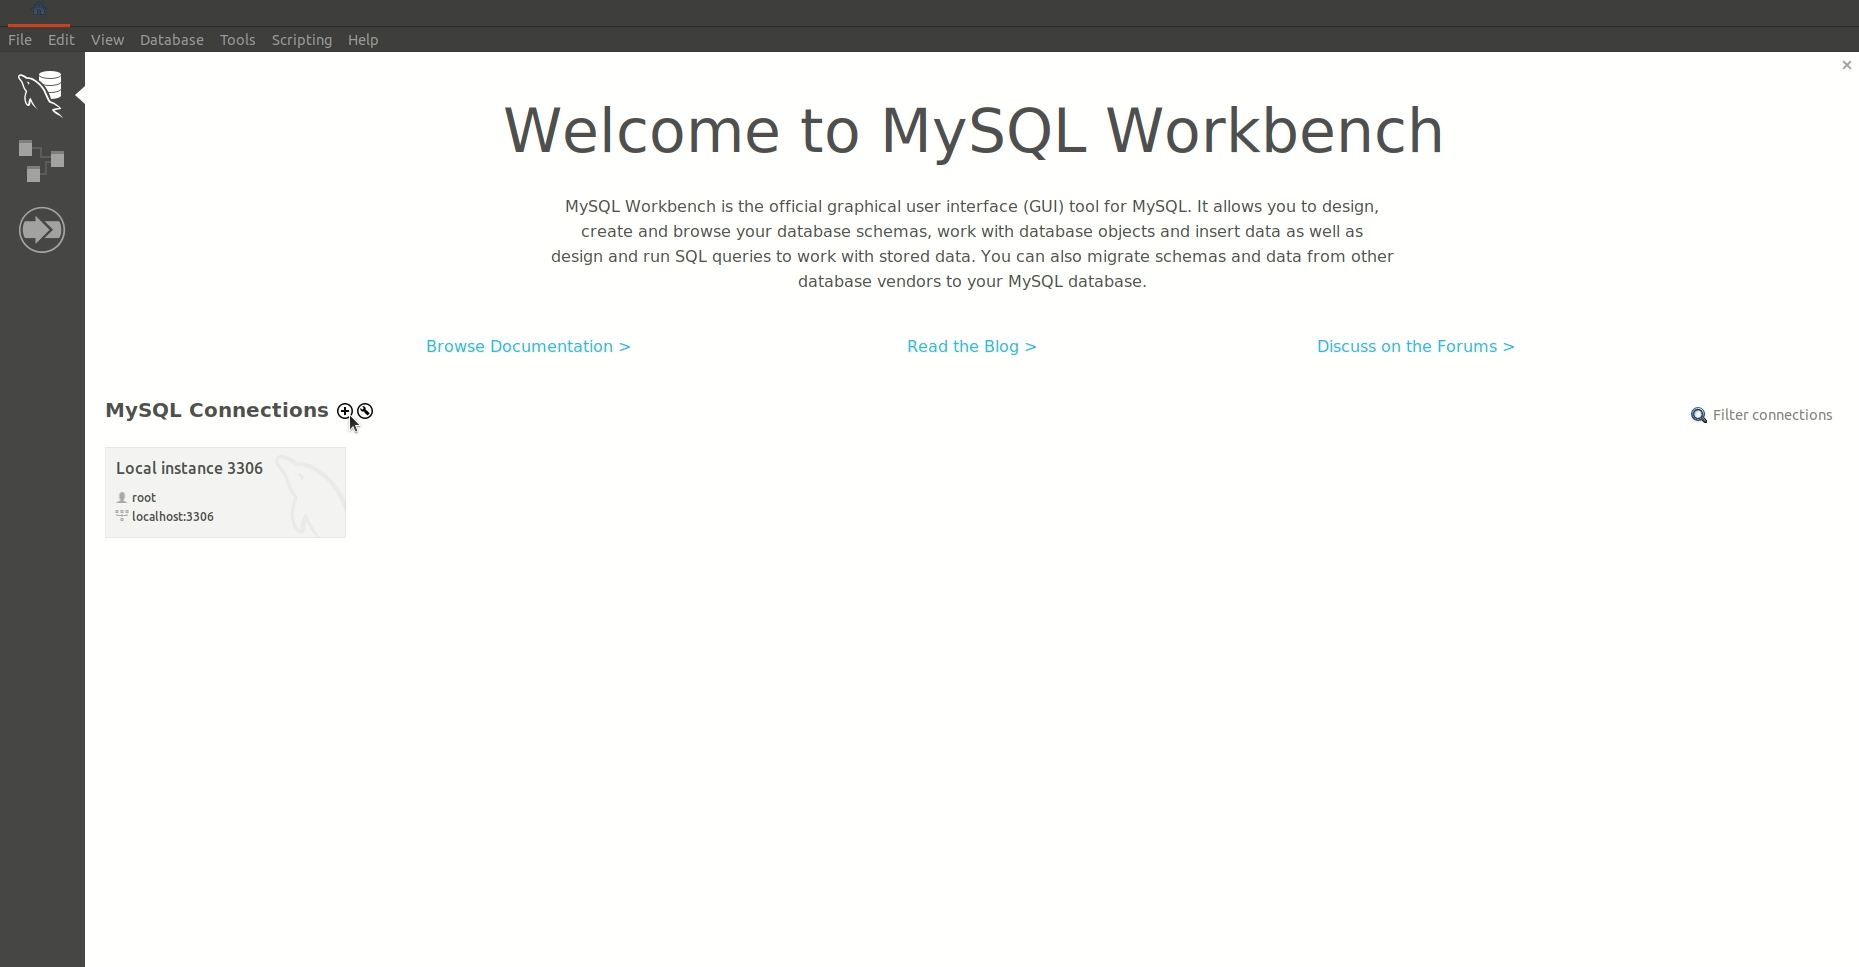 File Edit View Database Tools Scripting Help
Welcome to MySQL Workbench
MySQL Workbench is the official graphical user interface (GUI) tool for MySQL. It allows you to design,
create and browse your database schemas, work with database objects and insert data as well as
design and run SQL queries to work with stored data. You can also migrate schemas and data from other
database vendors to your MySQL database.
Browse Documentation > Read the Blog > Discuss on the Forums >
MySQL Connections
Filter connections
Local instance 3306
root
localhost:3306